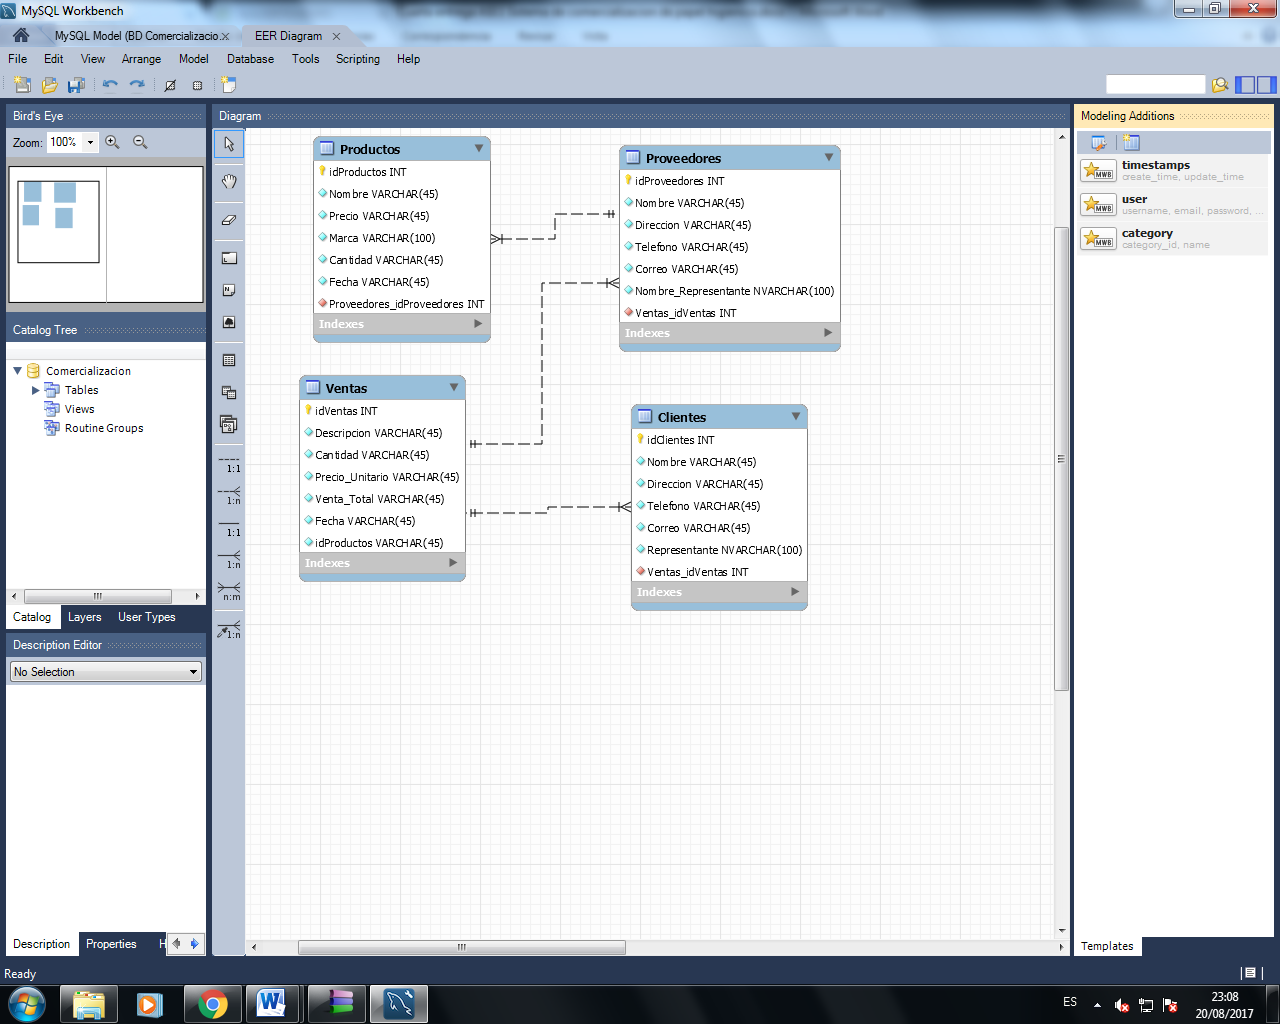 MySQL Workbench
MySQL Model (BD Comercializacio.
EER Diagram
File Edit View Arrange Model Database Tools Scripting Help
Bird's Eye
Zoom: 100%
Catalog Tree
Comercializacion
Tables
Views
Routine Groups
Catalog Layers User Types
Description Editor
No Selection
Description Properties H
Diagram
1:1
1:n
1:1
1:n
n:m
1:n
Productos
idProductos INT
Nombre VARCHAR(45)
Precio VARCHAR(45)
Marca VARCHAR(100)
Cantidad VARCHAR(45)
Fecha VARCHAR(45)
Proveedores_idProveedores INT
Indexes
Proveedores
idProveedores INT
Nombre VARCHAR(45)
Direccion VARCHAR(45)
Telefono VARCHAR(45)
Correo VARCHAR(45)
Nombre_Representante NVARCHAR(100)
Ventas_idVentas INT
Indexes
Ventas
idVentas INT
Descripcion VARCHAR(45)
Cantidad VARCHAR(45)
Precio_Unitario VARCHAR(45)
Venta_Total VARCHAR(45)
Fecha VARCHAR(45)
idProductos VARCHAR(45)
Indexes
Clientes
idClientes INT
Nombre VARCHAR(45)
Direccion VARCHAR(45)
Telefono VARCHAR(45)
Correo VARCHAR(45)
Representante NVARCHAR(100)
Ventas_idVentas INT
Indexes
Modeling Additions
MWB
timestamps
create_time, update_time
MWB
user
username, email, password, ...
MWB
category
category_id, name
Templates
Ready
ES
23:08
20/08/2017